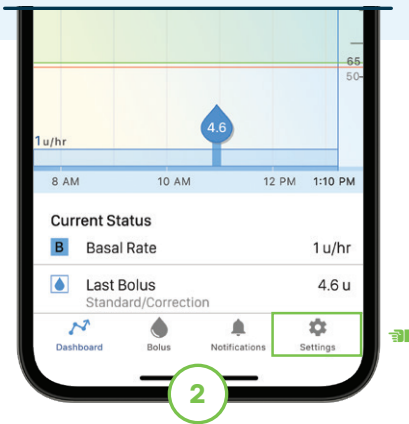 65
50
4.6
1 u/hr
8 AM 10 AM 12 PM 1:10 PM
Current Status
B Basal Rate 1 u/hr
Last Bolus 4.6 u
Standard/Correction
Dashboard Bolus Notifications Settings
2